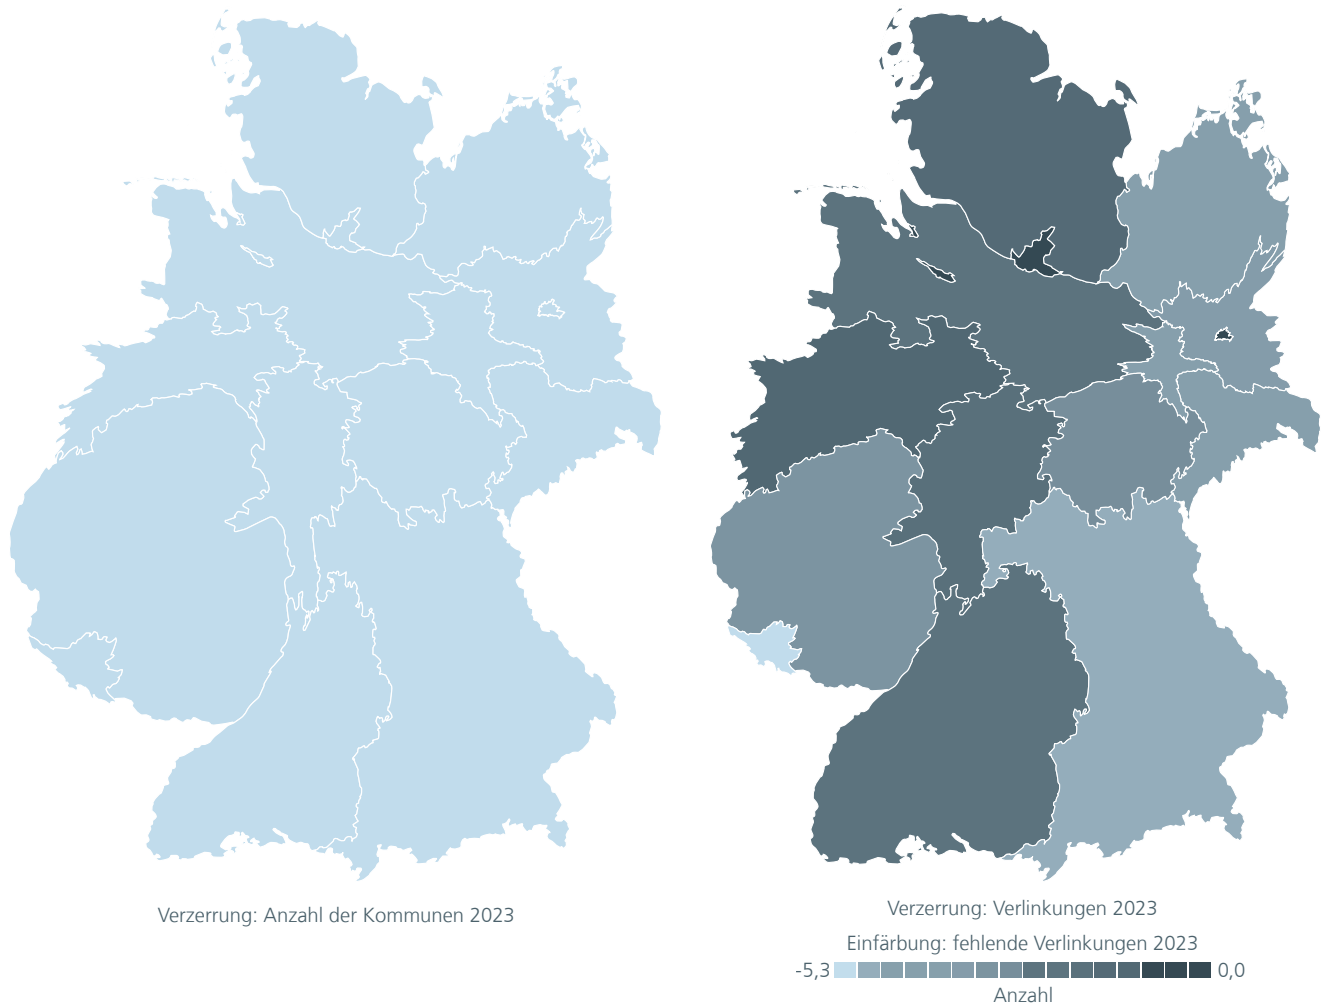 Verzerrung: Anzahl der Kommunen 2023
Verzerrung: Verlinkungen 2023
Einfärbung: fehlende Verlinkungen 2023
-5,3 0,0
Anzahl